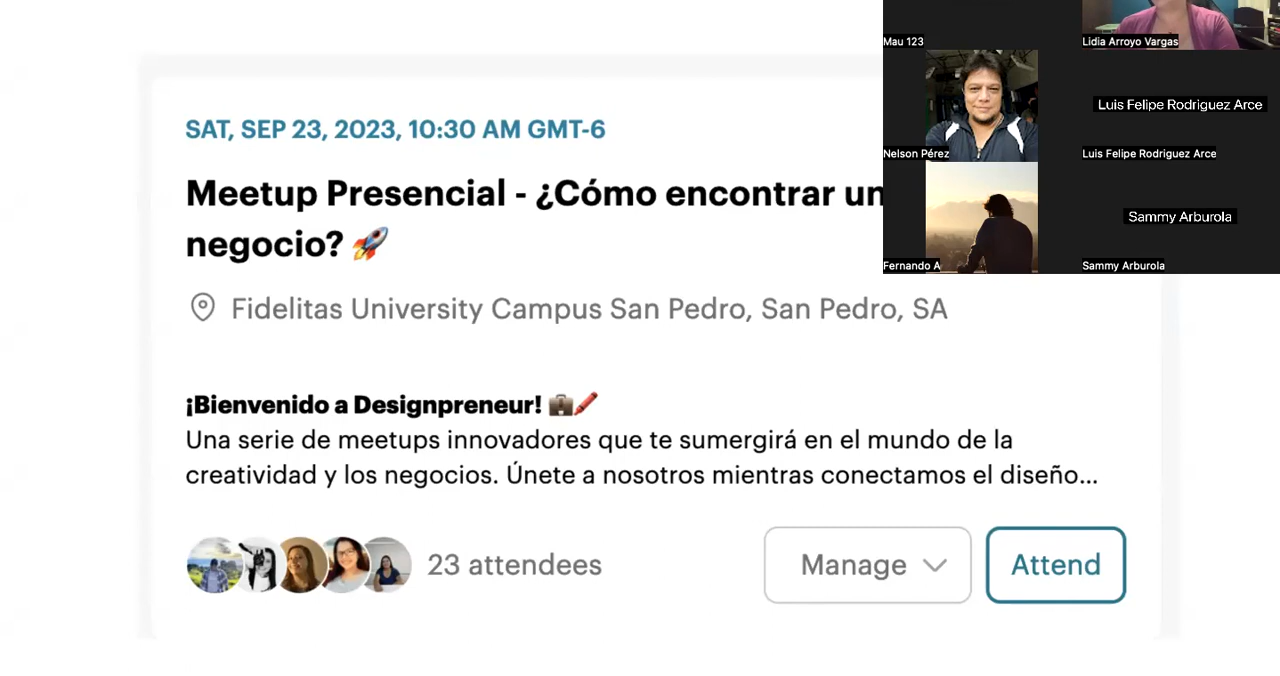 SAT, SEP 23, 2023, 10:30 AM GMT-6
Meetup Presencial - ¿Cómo encontrar un
negocio? 🚀
Fidelitas University Campus San Pedro, San Pedro, SA
¡Bienvenido a Designpreneur! 💼🖍️
Una serie de meetups innovadores que te sumergirá en el mundo de la
creatividad y los negocios. Únete a nosotros mientras conectamos el diseño...
23 attendees
Manage
Attend
Mau 123
Lidia Arroyo Vargas
Nelson Pérez
Luis Felipe Rodriguez Arce
Luis Felipe Rodriguez Arce
Fernando A
Sammy Arburola
Sammy Arburola